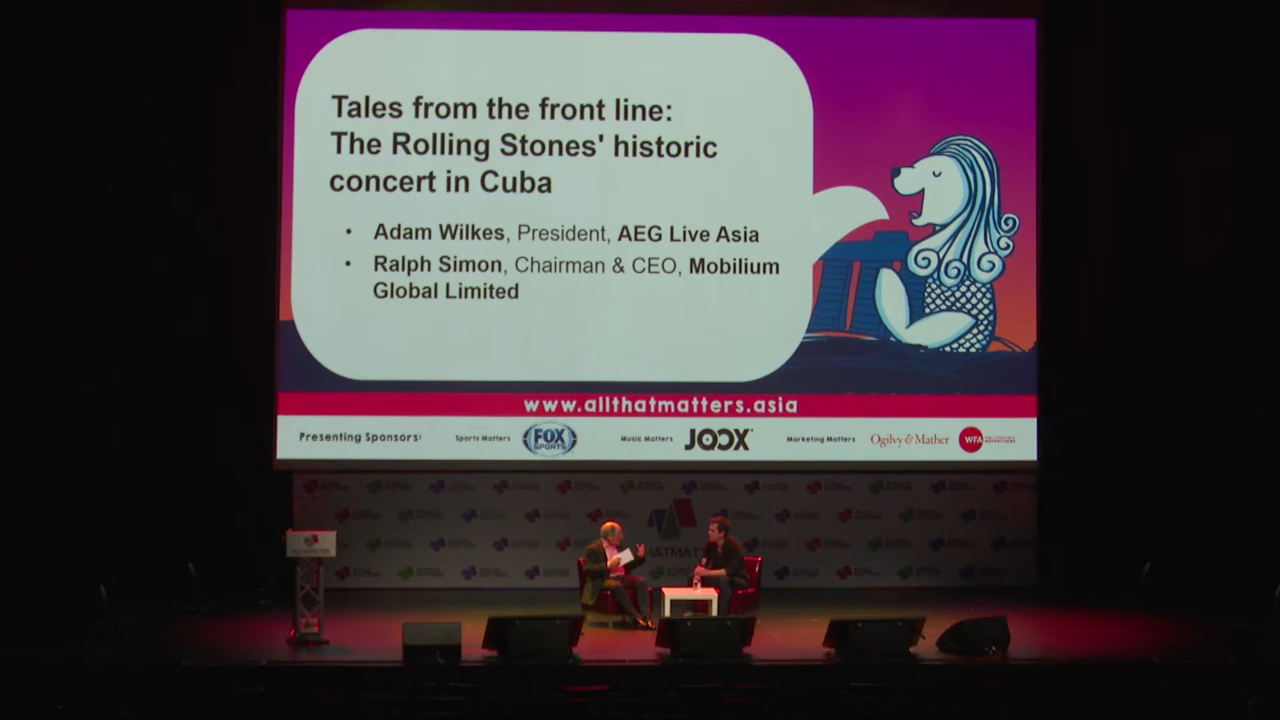 Tales from the front line:
The Rolling Stones' historic
concert in Cuba
• Adam Wilkes, President, AEG Live Asia
• Ralph Simon, Chairman & CEO, Mobilium
Global Limited
www.allthatmatters.asia
Presenting Sponsors:
Sports Matters
FOX
SPORTS
Music Matters
JOOX
Marketing Matters
Ogilvy & Mather
WFA